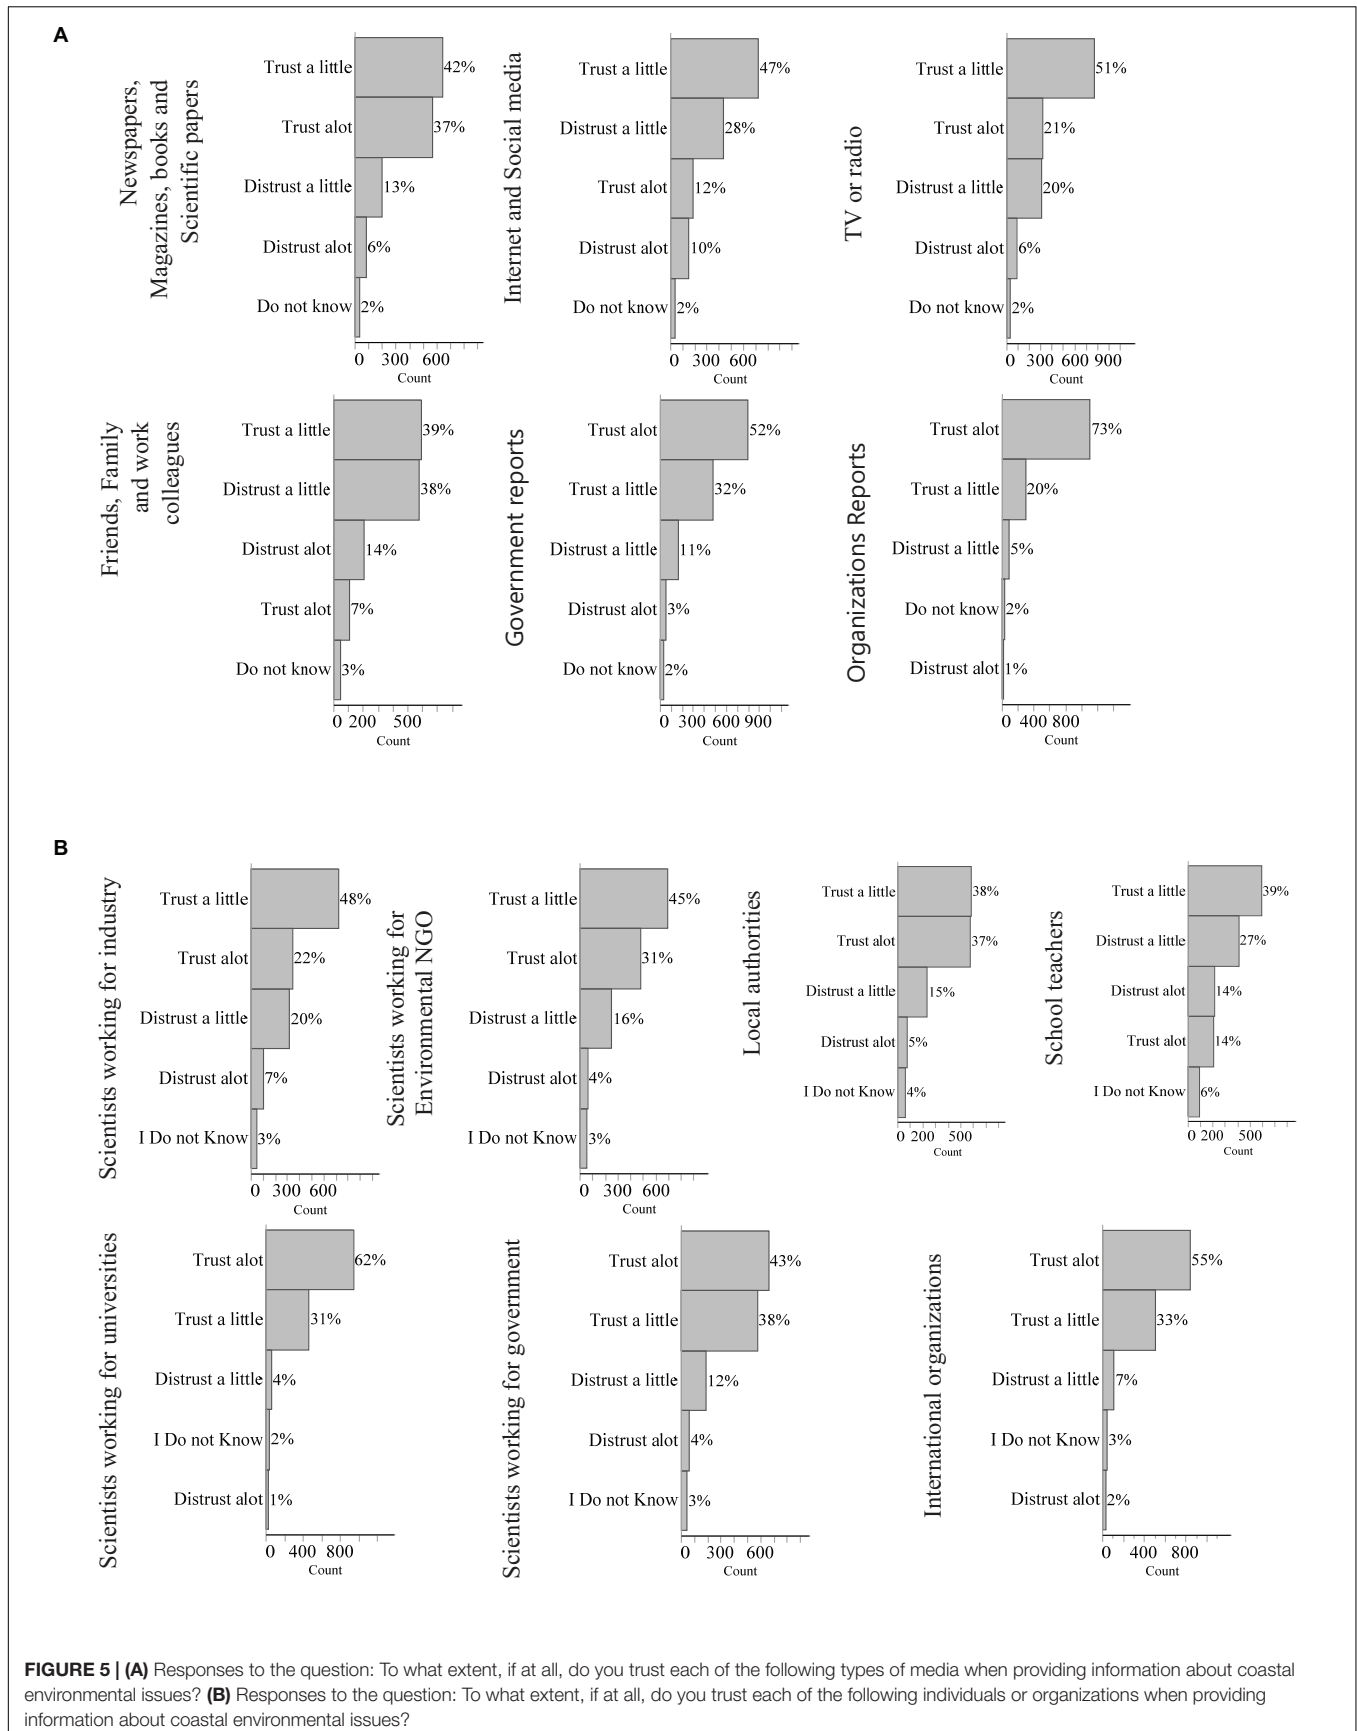 A
Newspapers,
Magazines, books and
Scientific papers
Trust a little 42%
Trust alot 37%
Distrust a little 13%
Distrust alot 6%
Do not know 2%
0 300 600
Count
Internet and Social media
Trust a little 47%
Distrust a little 28%
Trust alot 12%
Distrust alot 10%
Do not know 2%
0 300 600
Count
TV or radio
Trust a little 51%
Trust alot 21%
Distrust a little 20%
Distrust alot 6%
Do not know 2%
0 300 600 900
Count
Friends, Family
and work
colleagues
Trust a little 39%
Distrust a little 38%
Distrust alot 14%
Trust alot 7%
Do not know 3%
0 200 500
Count
Government reports
Trust alot 52%
Trust a little 32%
Distrust a little 11%
Distrust alot 3%
Do not know 2%
0 300 600 900
Count
Organizations Reports
Trust alot 73%
Trust a little 20%
Distrust a little 5%
Do not know 2%
Distrust alot 1%
0 400 800
Count
B
Scientists working for industry
Trust a little 48%
Trust alot 22%
Distrust a little 20%
Distrust alot 7%
I Do not Know 3%
0 300 600
Count
Scientists working for
Environmental NGO
Trust a little 45%
Trust alot 31%
Distrust a little 16%
Distrust alot 4%
I Do not Know 3%
0 300 600
Count
Local authorities
Trust a little 38%
Trust alot 37%
Distrust a little 15%
Distrust alot 5%
I Do not Know 4%
0 200 500
Count
School teachers
Trust a little 39%
Distrust a little 27%
Distrust alot 14%
Trust alot 14%
I Do not Know 6%
0 200 500
Count
Scientists working for universities
Trust alot 62%
Trust a little 31%
Distrust a little 4%
I Do not Know 2%
Distrust alot 1%
0 400 800
Count
Scientists working for government
Trust alot 43%
Trust a little 38%
Distrust a little 12%
Distrust alot 4%
I Do not Know 3%
0 300 600
Count
International organizations
Trust alot 55%
Trust a little 33%
Distrust a little 7%
I Do not Know 3%
Distrust alot 2%
0 400 800
Count
FIGURE 5 | (A) Responses to the question: To what extent, if at all, do you trust each of the following types of media when providing information about coastal
environmental issues? (B) Responses to the question: To what extent, if at all, do you trust each of the following individuals or organizations when providing
information about coastal environmental issues?